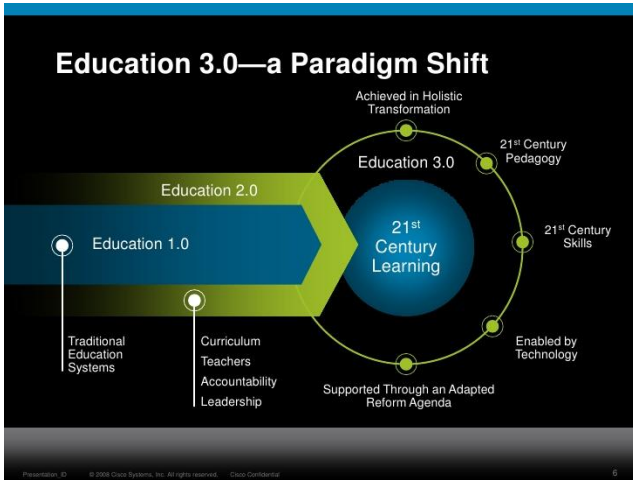 Education 3.0—a Paradigm Shift
Achieved in Holistic
Transformation
21st Century
Pedagogy
Education 3.0
Education 2.0
21st
Century
Learning
21st Century
Skills
Education 1.0
Enabled by
Technology
Traditional
Education
Systems
Curriculum
Teachers
Accountability
Leadership
Supported Through an Adapted
Reform Agenda
Presentation_ID © 2008 Cisco Systems, Inc. All rights reserved. Cisco Confidential 6